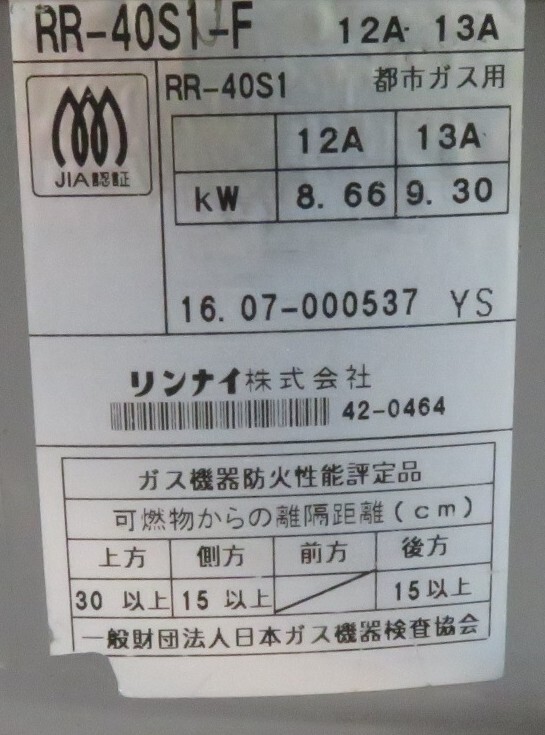 RR-40S1-F 12A 13A
JIA認証
RR-40S1 都市ガス用
12A 13A
kW 8.66 9.30
16.07-000537 YS
リンナイ株式会社
42-0464
ガス機器防火性能評定品
可燃物からの離隔距離(cm)
上方 側方 前方 後方
30 以上 15 以上 15以上
一般財団法人日本ガス機器検査協会